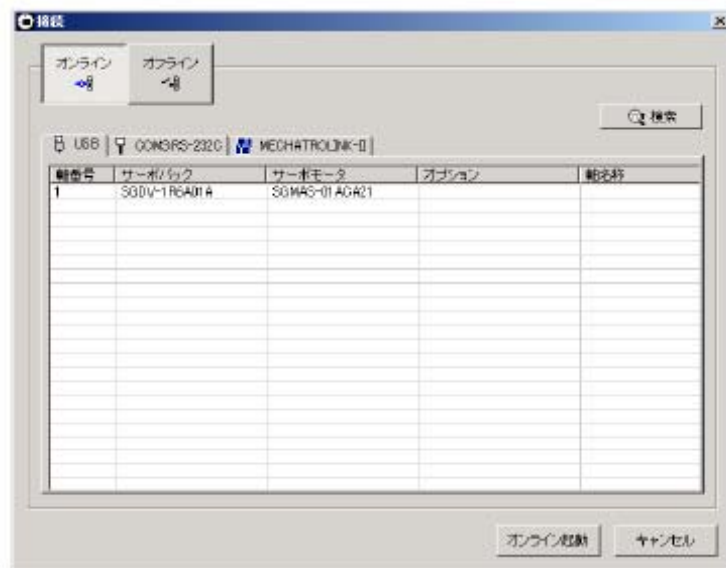 接続
オンライン オフライン
検索
USB COM3RS-232C MECHATROLINK-II
軸番号 サーボパック サーボモータ オプション 軸名称
1 SGDV-1R6A01A SGMAS-01ACA21
オンライン起動 キャンセル